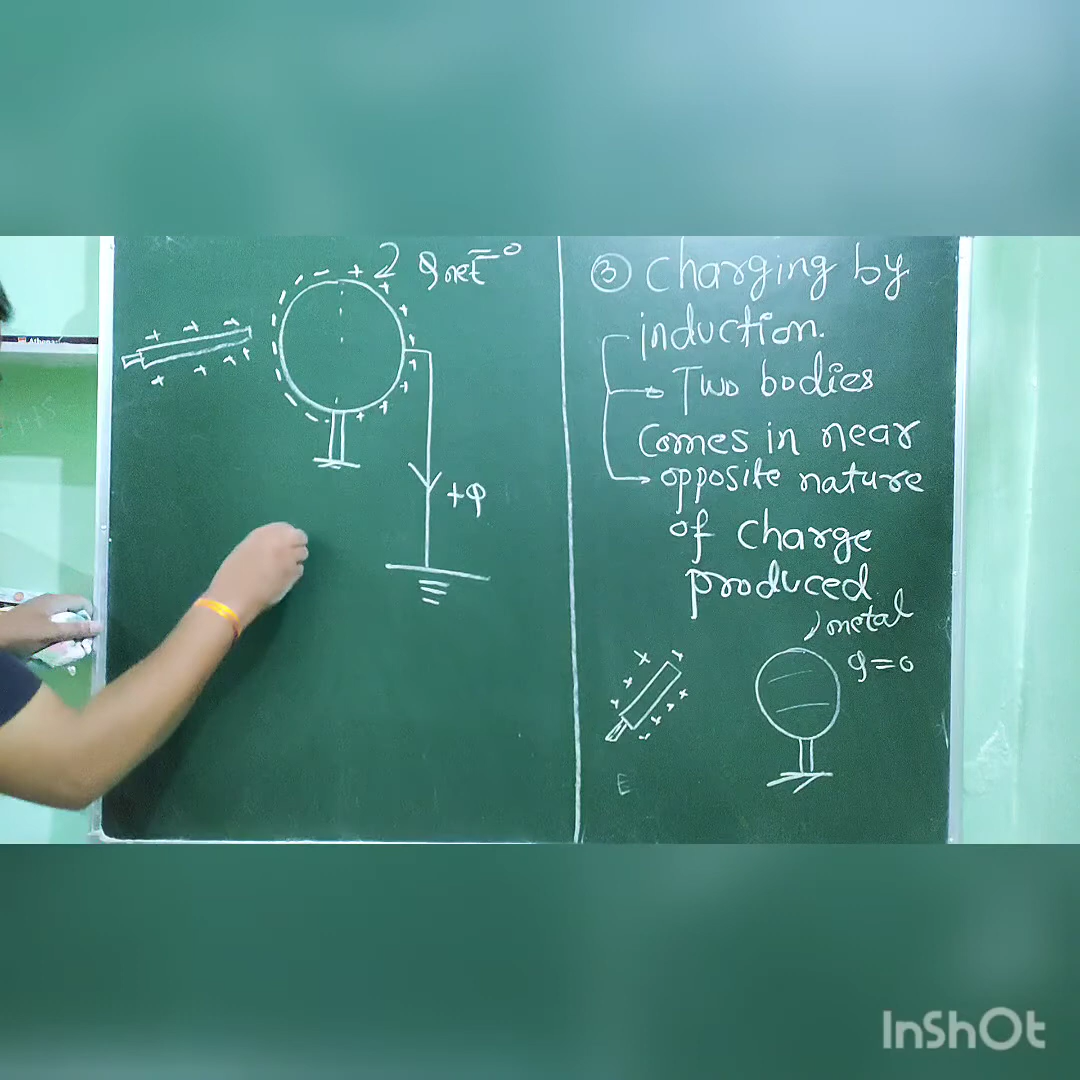 2 Qnet = 0
+Q
③ Charging by
induction.
Two bodies
Comes in near
opposite nature
of charge
produced
metal
q = 0
E
InShOt